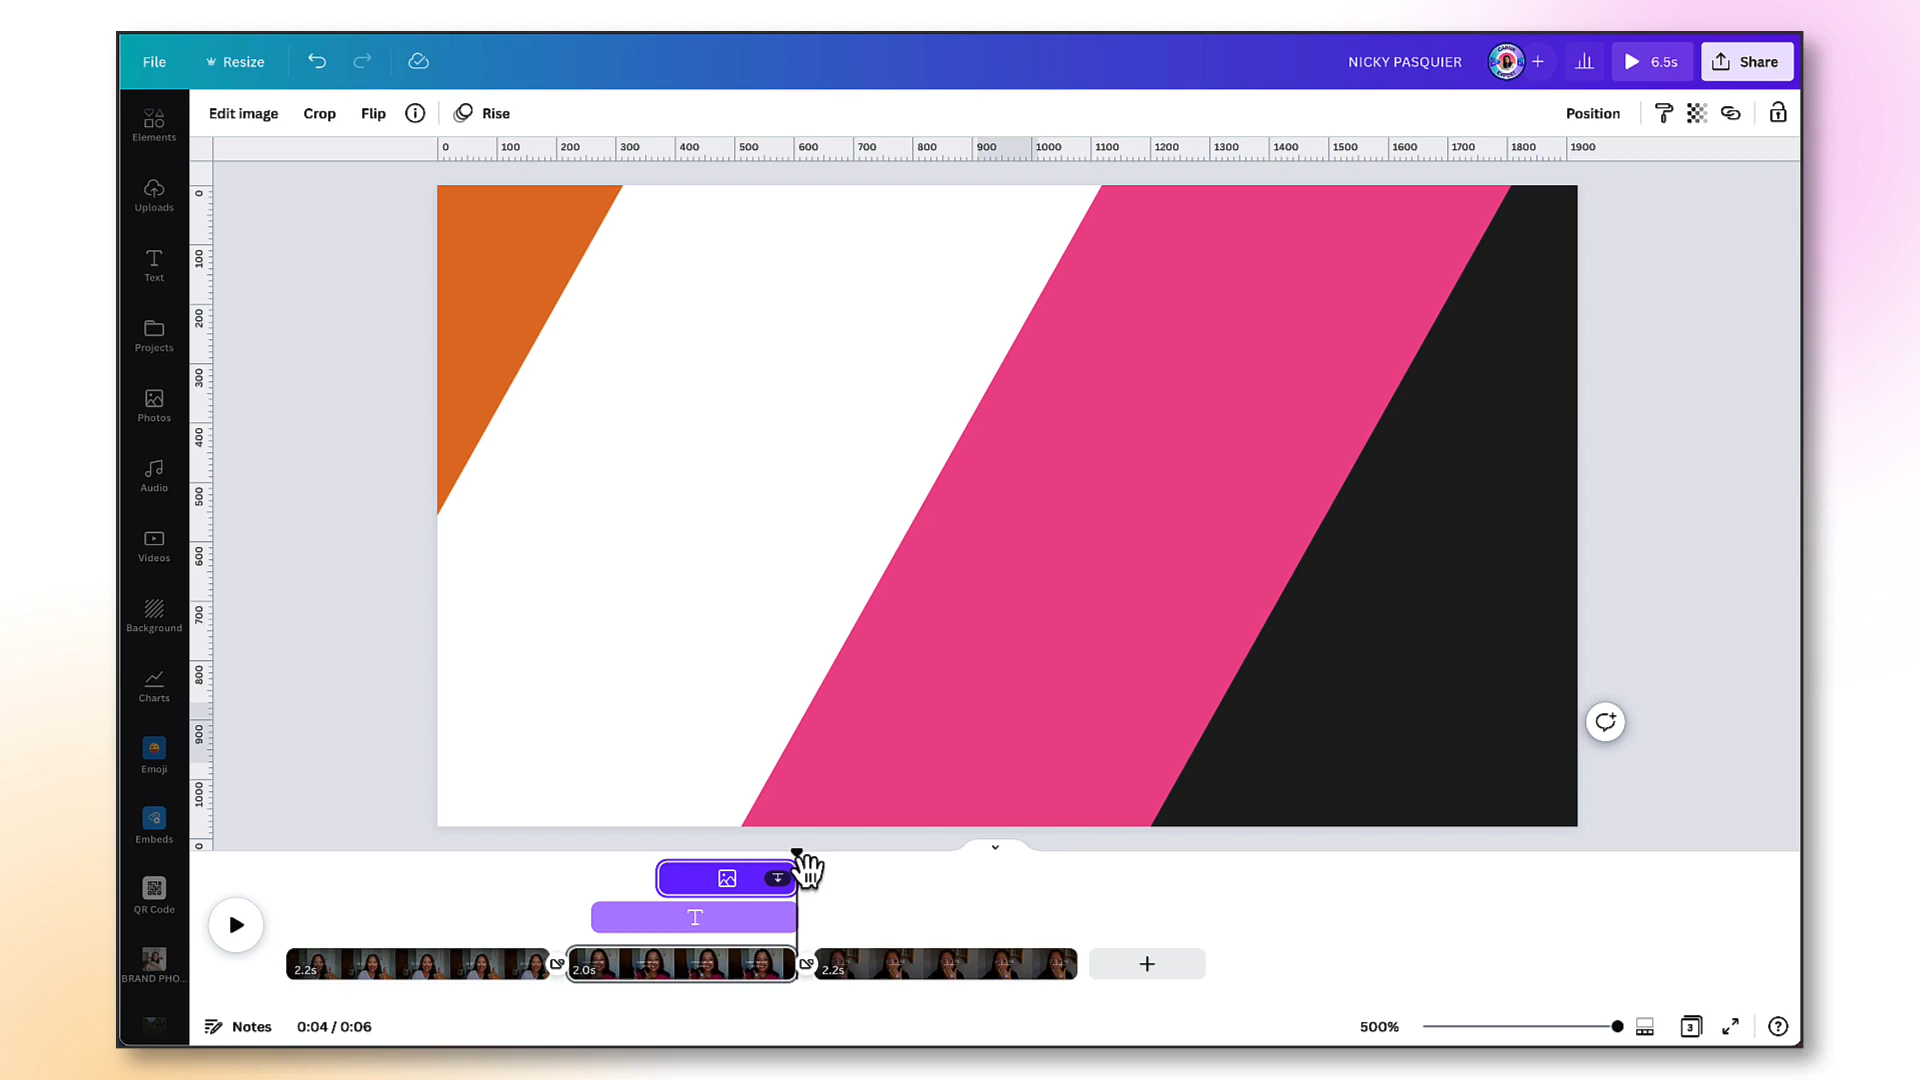 File
Resize
NICKY PASQUIER
6.5s
Share
Edit image
Crop
Flip
Rise
Position
0 100 200 300 400 500 600 700 800 900 1000 1100 1200 1300 1400 1500 1600 1700 1800 1900
0
100
200
300
400
500
600
700
800
900
1000
0
Elements
Uploads
Text
Projects
Photos
Audio
Videos
Background
Charts
Emoji
Embeds
QR Code
BRAND PHO...
T
2.2s
2.0s
2.2s
Notes
0:04 / 0:06
500%
3